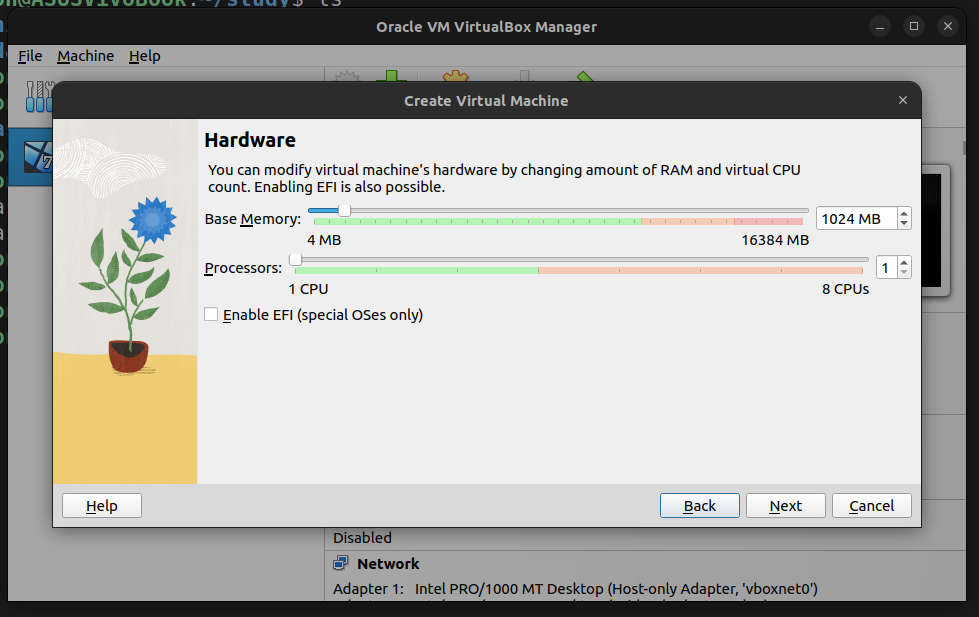 Oracle VM VirtualBox Manager
File Machine Help
Create Virtual Machine
Hardware
You can modify virtual machine's hardware by changing amount of RAM and virtual CPU
count. Enabling EFI is also possible.
Base Memory:
1024 MB
4 MB
16384 MB
Processors:
1
1 CPU
8 CPUs
Enable EFI (special OSes only)
Help
Back
Next
Cancel
Disabled
Network
Adapter 1: Intel PRO/1000 MT Desktop (Host-only Adapter, 'vboxnet0')